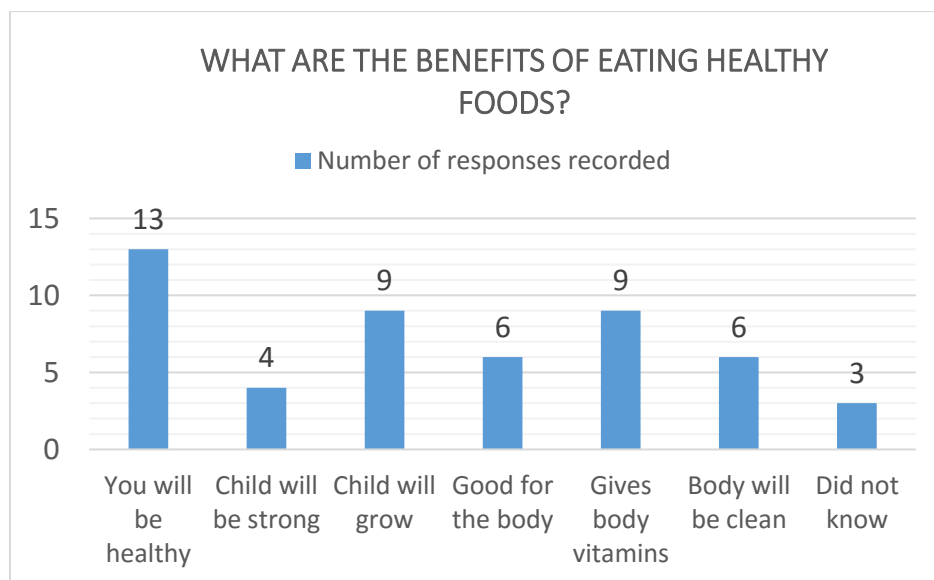 WHAT ARE THE BENEFITS OF EATING HEALTHY
FOODS?
Number of responses recorded
15
10
5
0
13
4
9
6
9
6
3
You will
be
healthy
Child will
be strong
Child will
grow
Good for
the body
Gives
body
vitamins
Body will
be clean
Did not
know